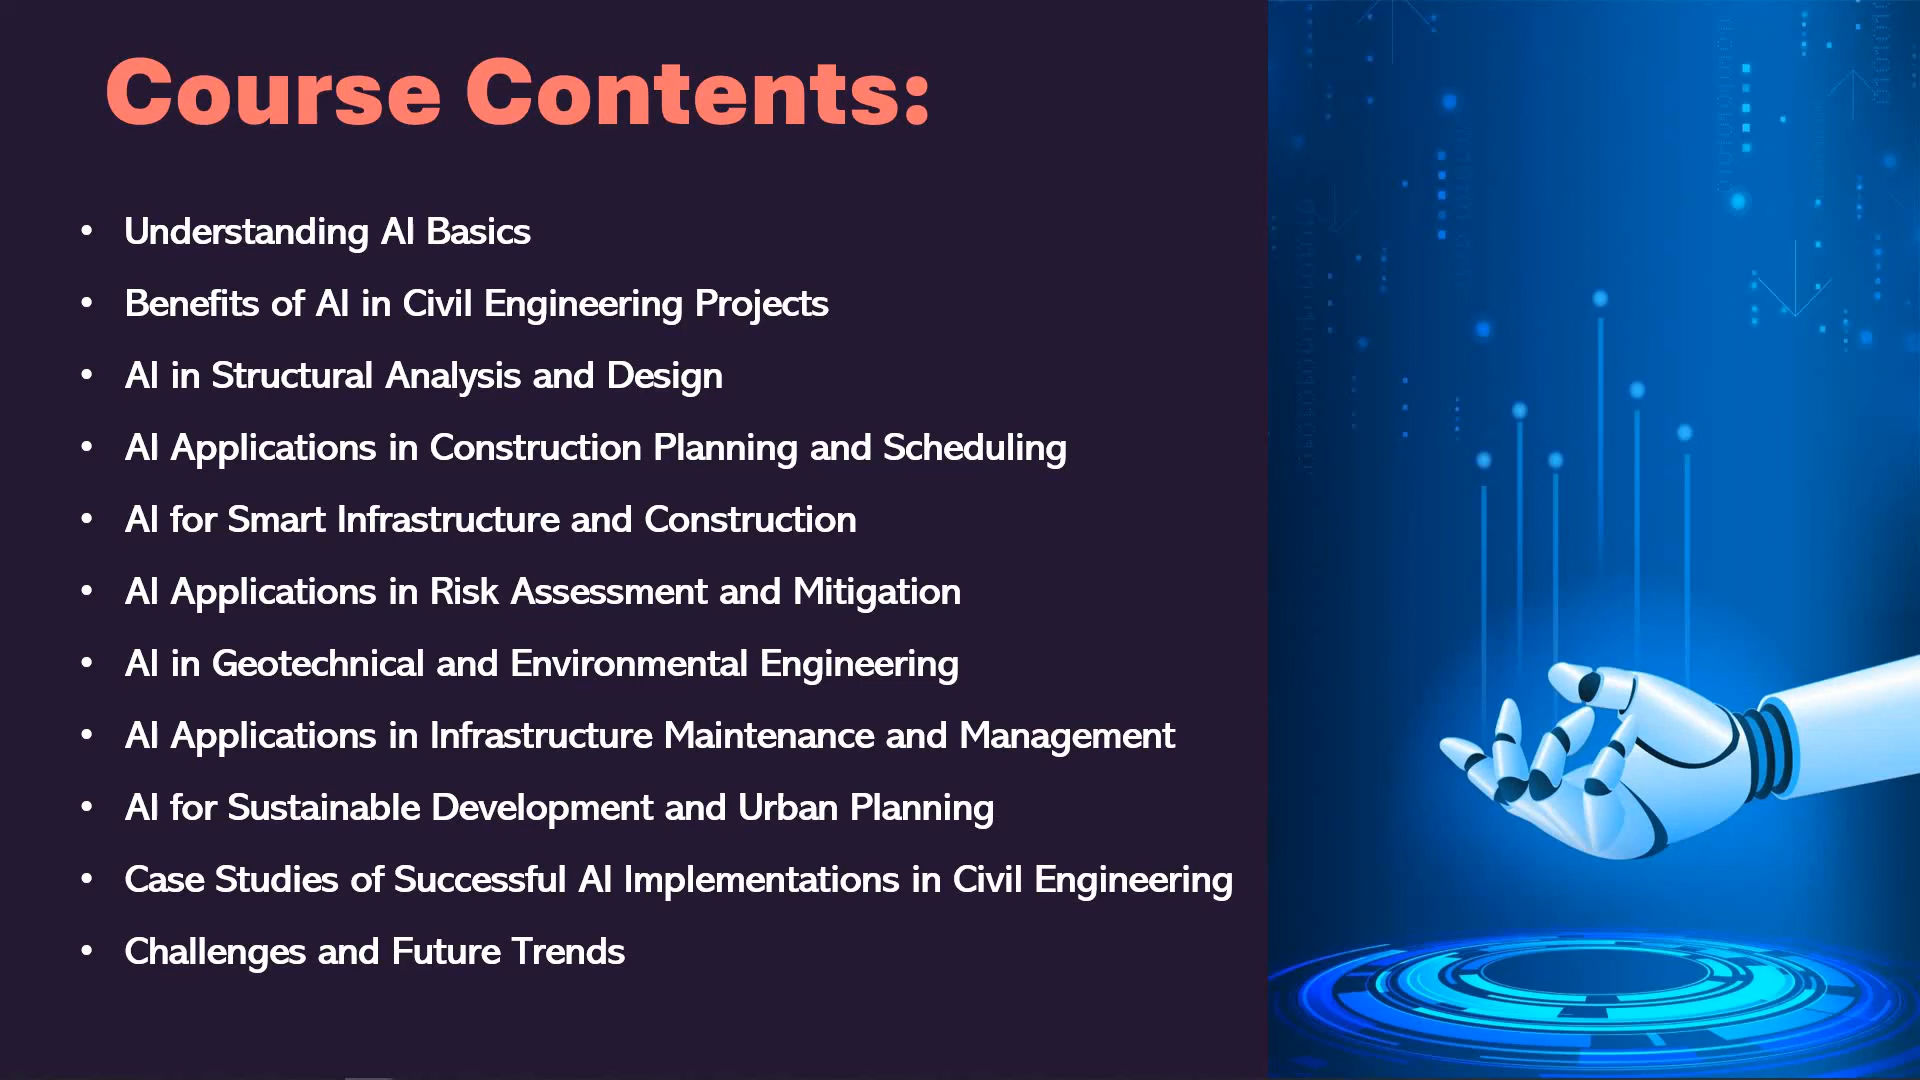 Course Contents:
• Understanding AI Basics
• Benefits of AI in Civil Engineering Projects
• AI in Structural Analysis and Design
• AI Applications in Construction Planning and Scheduling
• AI for Smart Infrastructure and Construction
• AI Applications in Risk Assessment and Mitigation
• AI in Geotechnical and Environmental Engineering
• AI Applications in Infrastructure Maintenance and Management
• AI for Sustainable Development and Urban Planning
• Case Studies of Successful AI Implementations in Civil Engineering
• Challenges and Future Trends